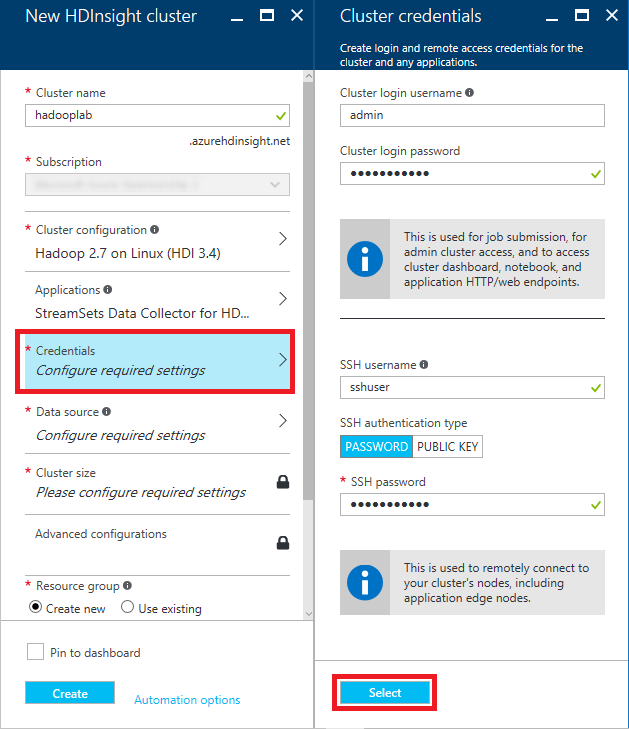 New HDInsight cluster
* Cluster name
hadooplab
.azurehdinsight.net
* Subscription
* Cluster configuration
Hadoop 2.7 on Linux (HDI 3.4)
Applications
StreamSets Data Collector for HD...
* Credentials
Configure required settings
* Data source
Configure required settings
* Cluster size
Please configure required settings
Advanced configurations
* Resource group
Create new Use existing
Pin to dashboard
Create Automation options
Cluster credentials
Create login and remote access credentials for the
cluster and any applications.
Cluster login username
admin
Cluster login password
•••••••••••
This is used for job submission, for
admin cluster access, and to access
cluster dashboard, notebook, and
application HTTP/web endpoints.
SSH username
sshuser
SSH authentication type
PASSWORD PUBLIC KEY
* SSH password
•••••••••••
This is used to remotely connect to
your cluster's nodes, including
application edge nodes.
Select